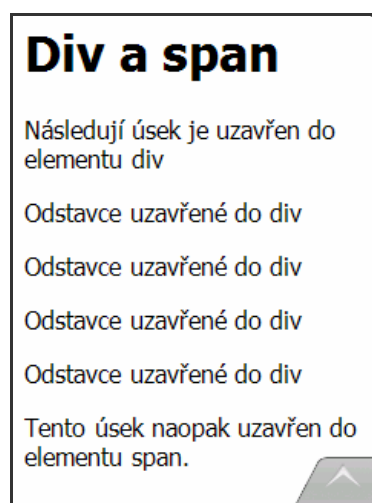 Div a span
Následují úsek je uzavřen do
elementu div
Odstavce uzavřené do div
Odstavce uzavřené do div
Odstavce uzavřené do div
Odstavce uzavřené do div
Tento úsek naopak uzavřen do
elementu span.